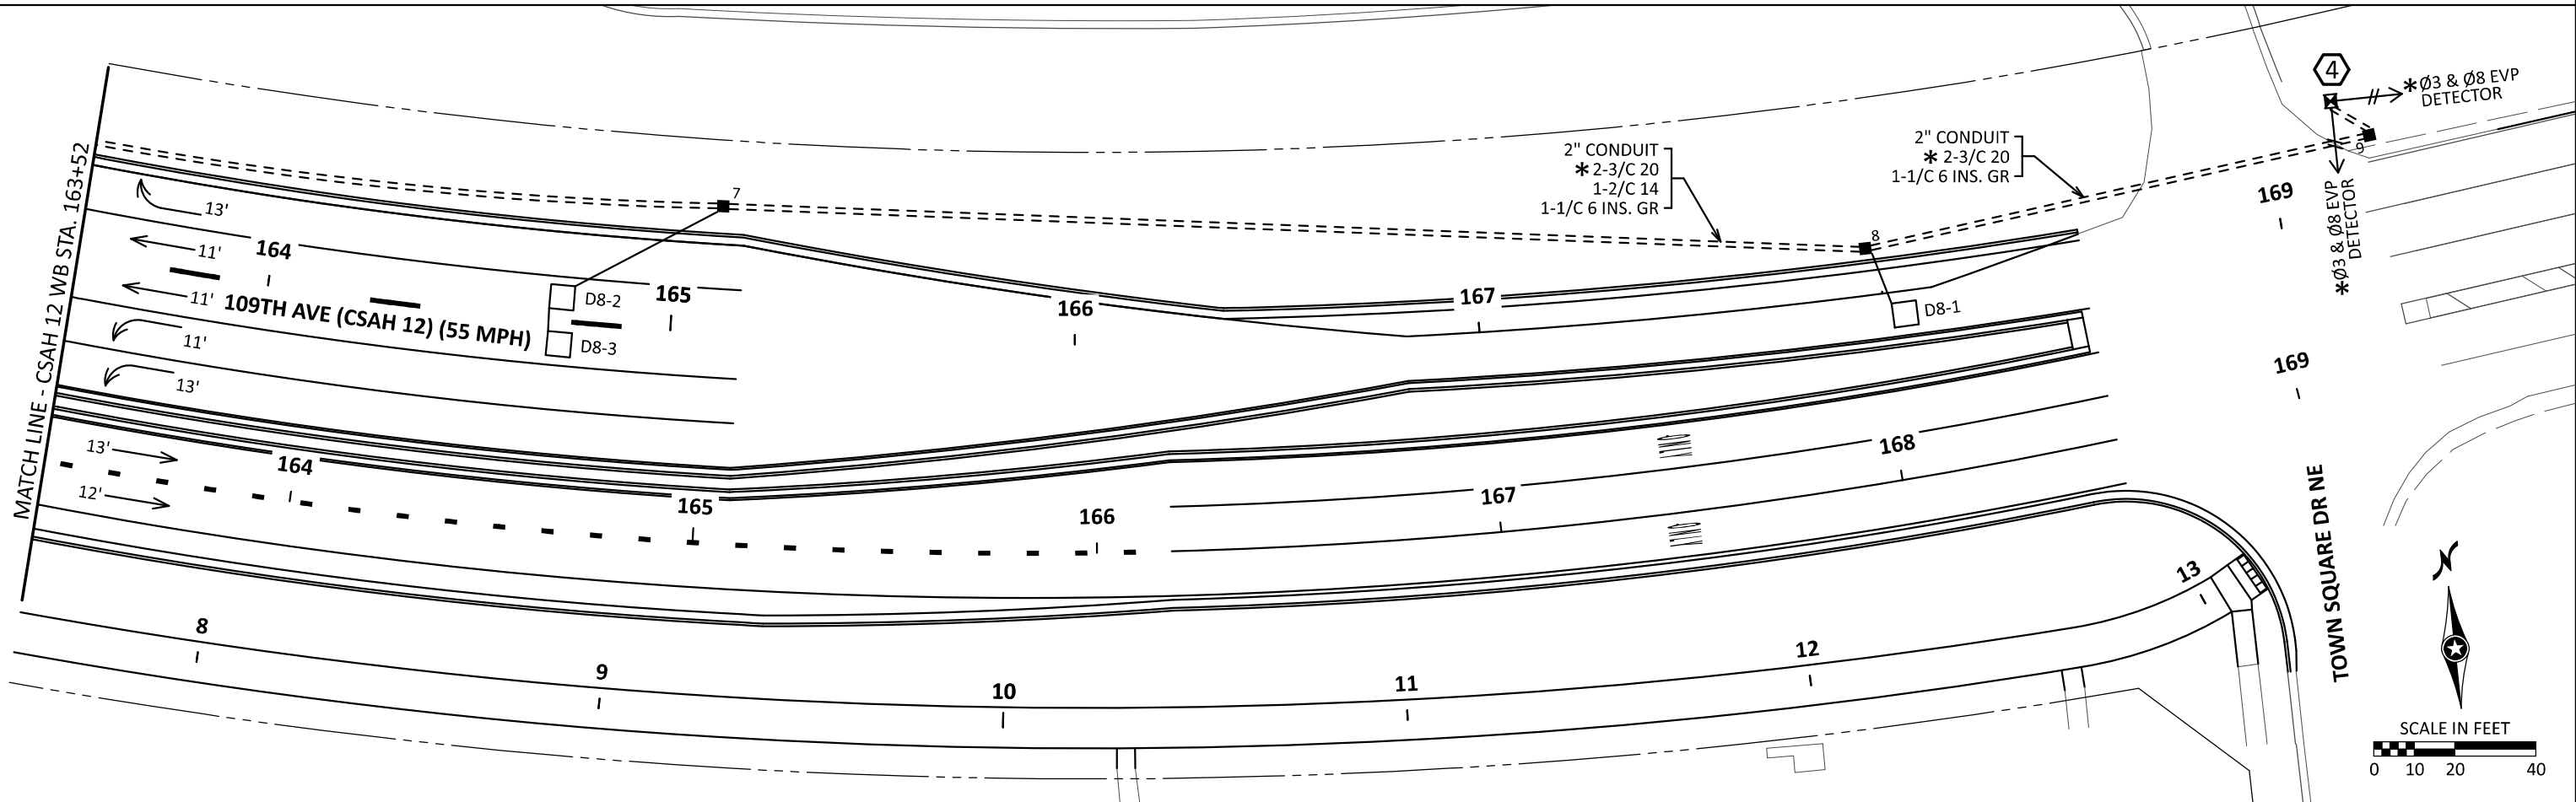 4
*Ø3 & Ø8 EVP
DETECTOR
2" CONDUIT
* 2-3/C 20
1-1/C 6 INS. GR
2" CONDUIT
* 2-3/C 20
1-2/C 14
1-1/C 6 INS. GR
9
*Ø3 & Ø8 EVP
DETECTOR
MATCH LINE - CSAH 12 WB STA. 163+52
7
8
169
13'
11'
164
11'
109TH AVE (CSAH 12) (55 MPH)
D8-2
165
D8-3
166
167
D8-1
11'
13'
169
13'
12'
164
165
166
167
168
TOWN SQUARE DR NE
8
9
10
11
12
13
N
SCALE IN FEET
0 10 20 40